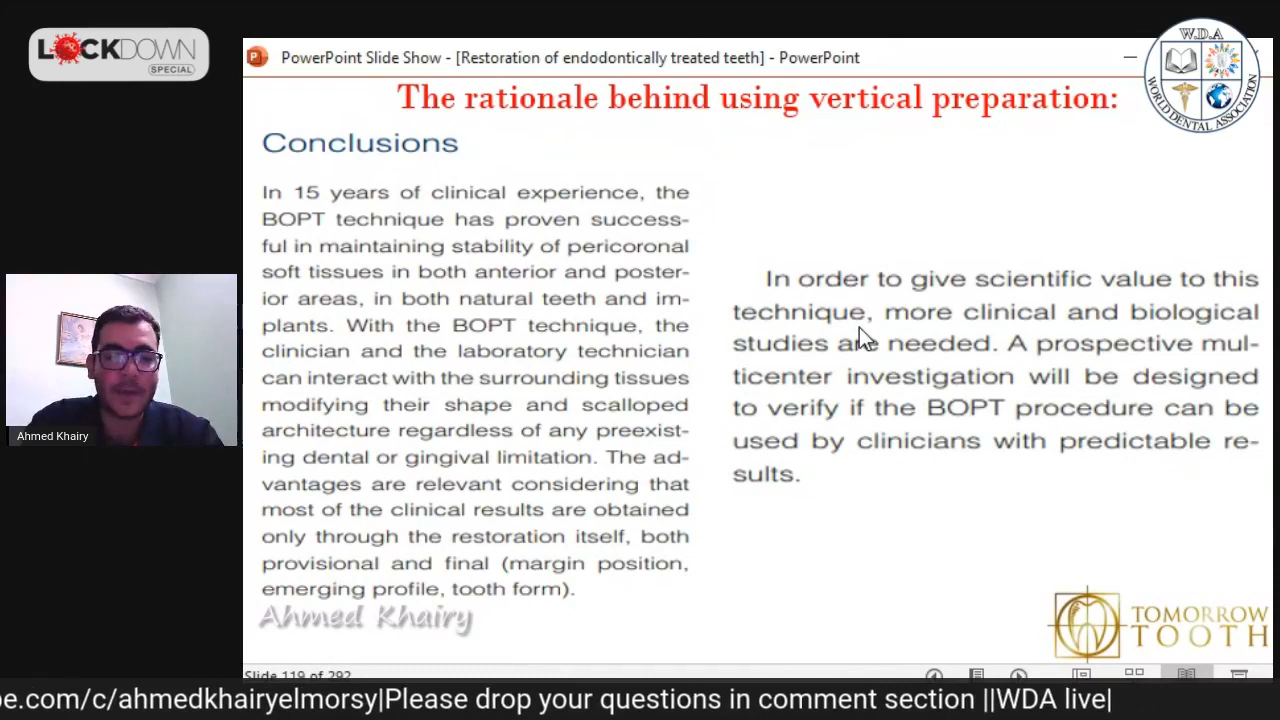 LOCKDOWN
SPECIAL
PowerPoint Slide Show - [Restoration of endodontically treated teeth] - PowerPoint
W.D.A
WORLD DENTAL ASSOCIATION
The rationale behind using vertical preparation:
Conclusions
In 15 years of clinical experience, the
BOPT technique has proven success-
ful in maintaining stability of pericoronal
soft tissues in both anterior and poster-
ior areas, in both natural teeth and im-
plants. With the BOPT technique, the
clinician and the laboratory technician
can interact with the surrounding tissues
modifying their shape and scalloped
architecture regardless of any preexist-
ing dental or gingival limitation. The ad-
vantages are relevant considering that
most of the clinical results are obtained
only through the restoration itself, both
provisional and final (margin position,
emerging profile, tooth form).
In order to give scientific value to this
technique, more clinical and biological
studies are needed. A prospective mul-
ticenter investigation will be designed
to verify if the BOPT procedure can be
used by clinicians with predictable re-
sults.
Ahmed Khairy
Ahmed Khairy
TOMORROW
TOOTH
Slide 119 of 292
be.com/c/ahmedkhairyelmorsy|Please drop your questions in comment section ||WDA live|